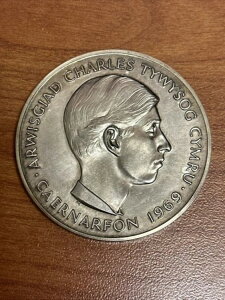 · ARWISGIAD CHARLES TYWYSOG CYMRU ·
CAERNARFON 1969